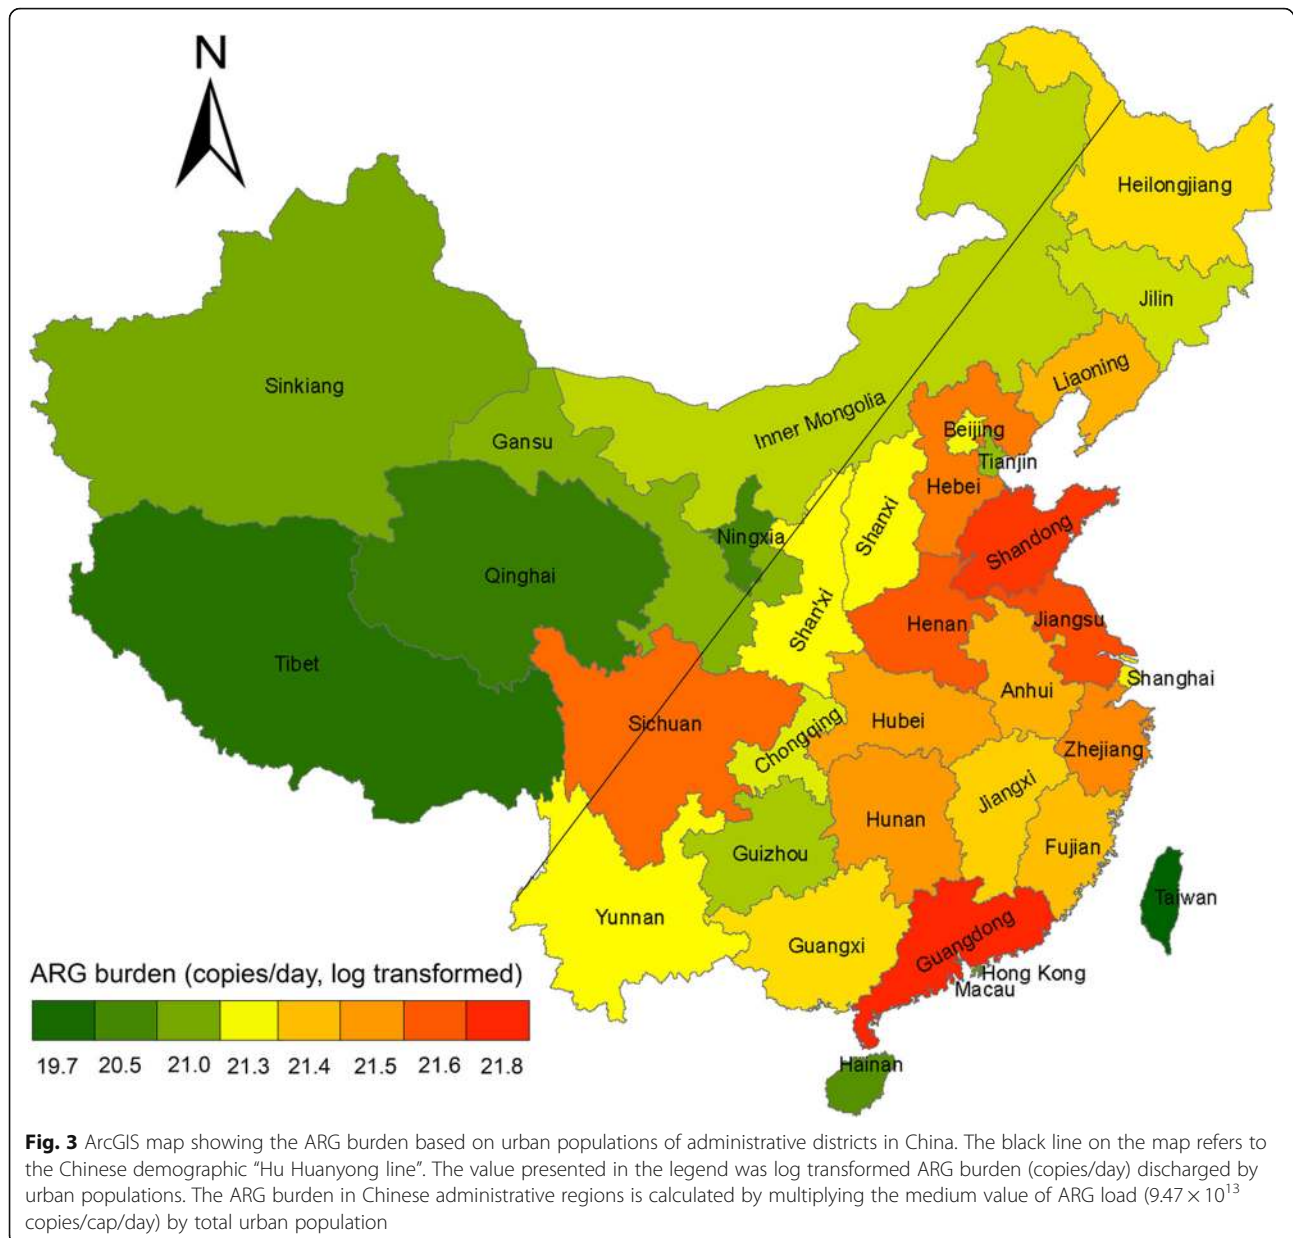 N
Heilongjiang
Jilin
Liaoning
Sinkiang
Inner Mongolia
Gansu
Beijing
Tianjin
Hebei
Shanxi
Ningxia
Shandong
Qinghai
Shan'xi
Henan
Jiangsu
Tibet
Shanghai
Anhui
Sichuan
Hubei
Chongqing
Zhejiang
Jiangxi
Hunan
Fujian
Guizhou
Taiwan
Yunnan
Guangxi
Guangdong
Hong Kong
Macau
Hainan
ARG burden (copies/day, log transformed)
19.7 20.5 21.0 21.3 21.4 21.5 21.6 21.8
Fig. 3 ArcGIS map showing the ARG burden based on urban populations of administrative districts in China. The black line on the map refers to
the Chinese demographic “Hu Huanyong line”. The value presented in the legend was log transformed ARG burden (copies/day) discharged by
urban populations. The ARG burden in Chinese administrative regions is calculated by multiplying the medium value of ARG load (9.47 × 10¹³
copies/cap/day) by total urban population